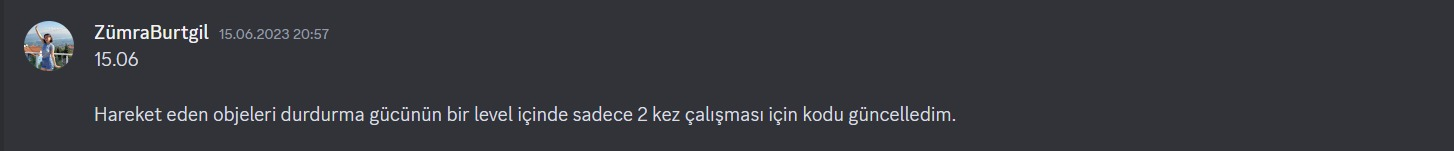 ZümraBurtgil 15.06.2023 20:57
15.06
Hareket eden objeleri durdurma gücünün bir level içinde sadece 2 kez çalışması için kodu güncelledim.